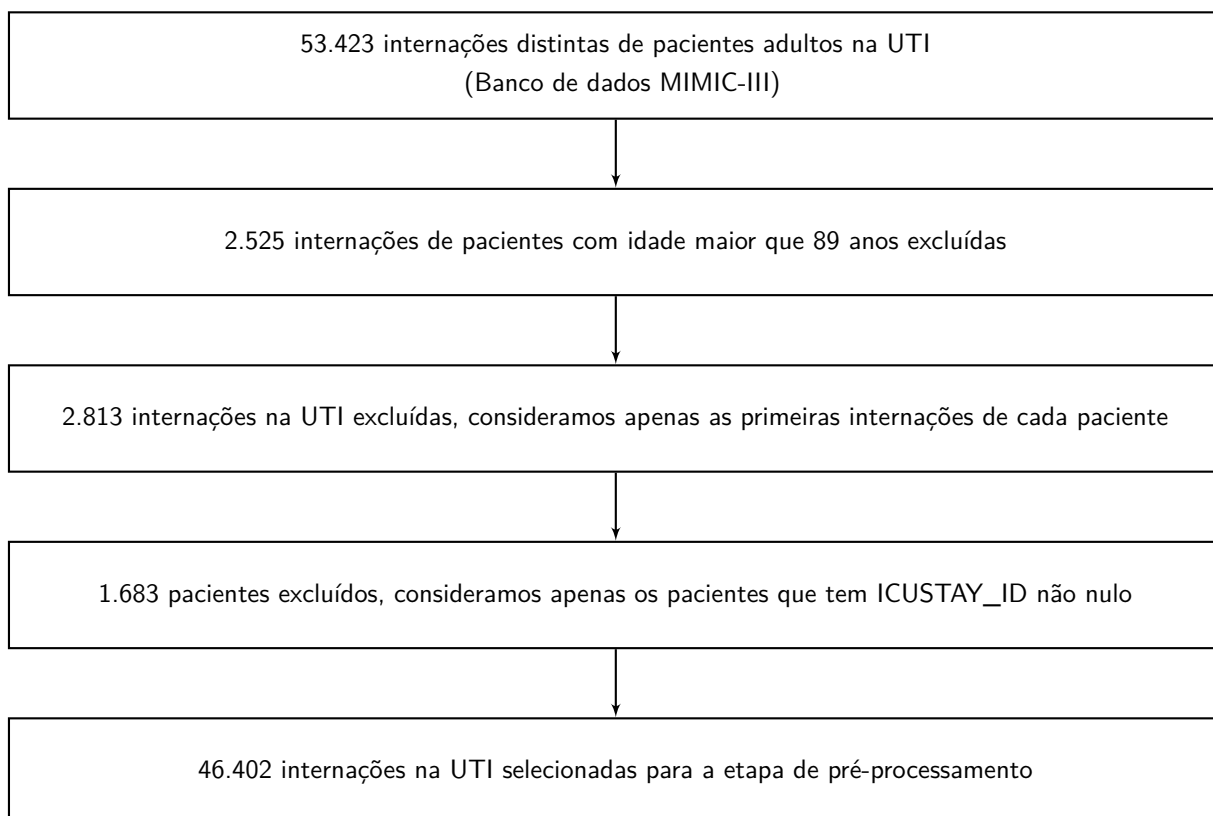 53.423 internações distintas de pacientes adultos na UTI
(Banco de dados MIMIC-III)
2.525 internações de pacientes com idade maior que 89 anos excluídas
2.813 internações na UTI excluídas, consideramos apenas as primeiras internações de cada paciente
1.683 pacientes excluídos, consideramos apenas os pacientes que tem ICUSTAY_ID não nulo
46.402 internações na UTI selecionadas para a etapa de pré-processamento